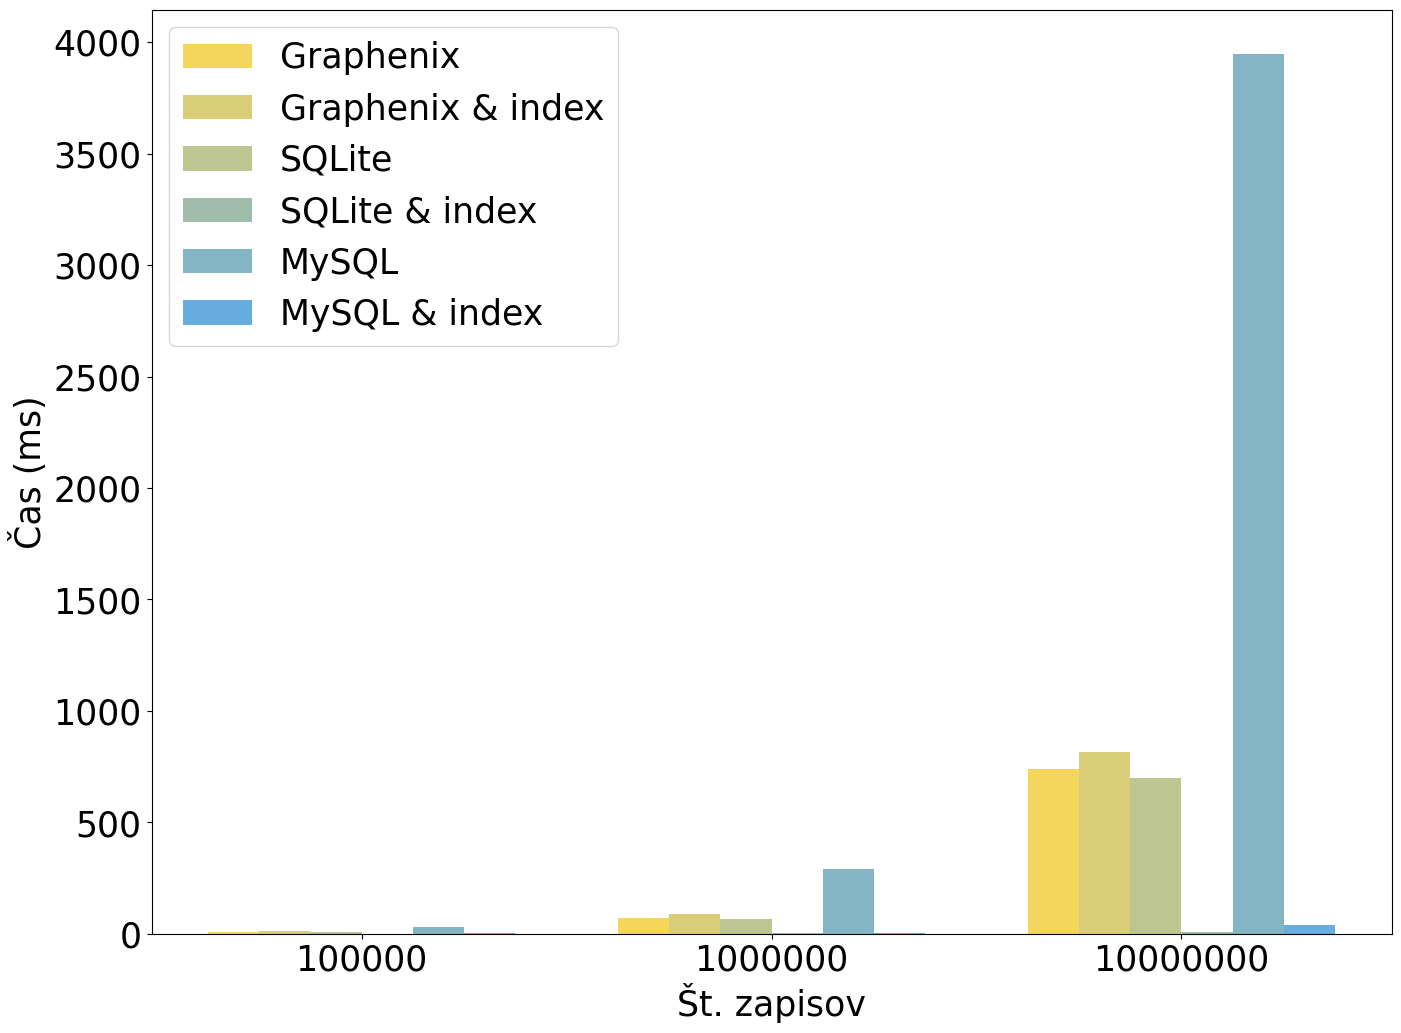 4000
3500
3000
2500
2000
1500
1000
500
0
Čas (ms)
Graphenix
Graphenix & index
SQLite
SQLite & index
MySQL
MySQL & index
100000
1000000
10000000
Št. zapisov